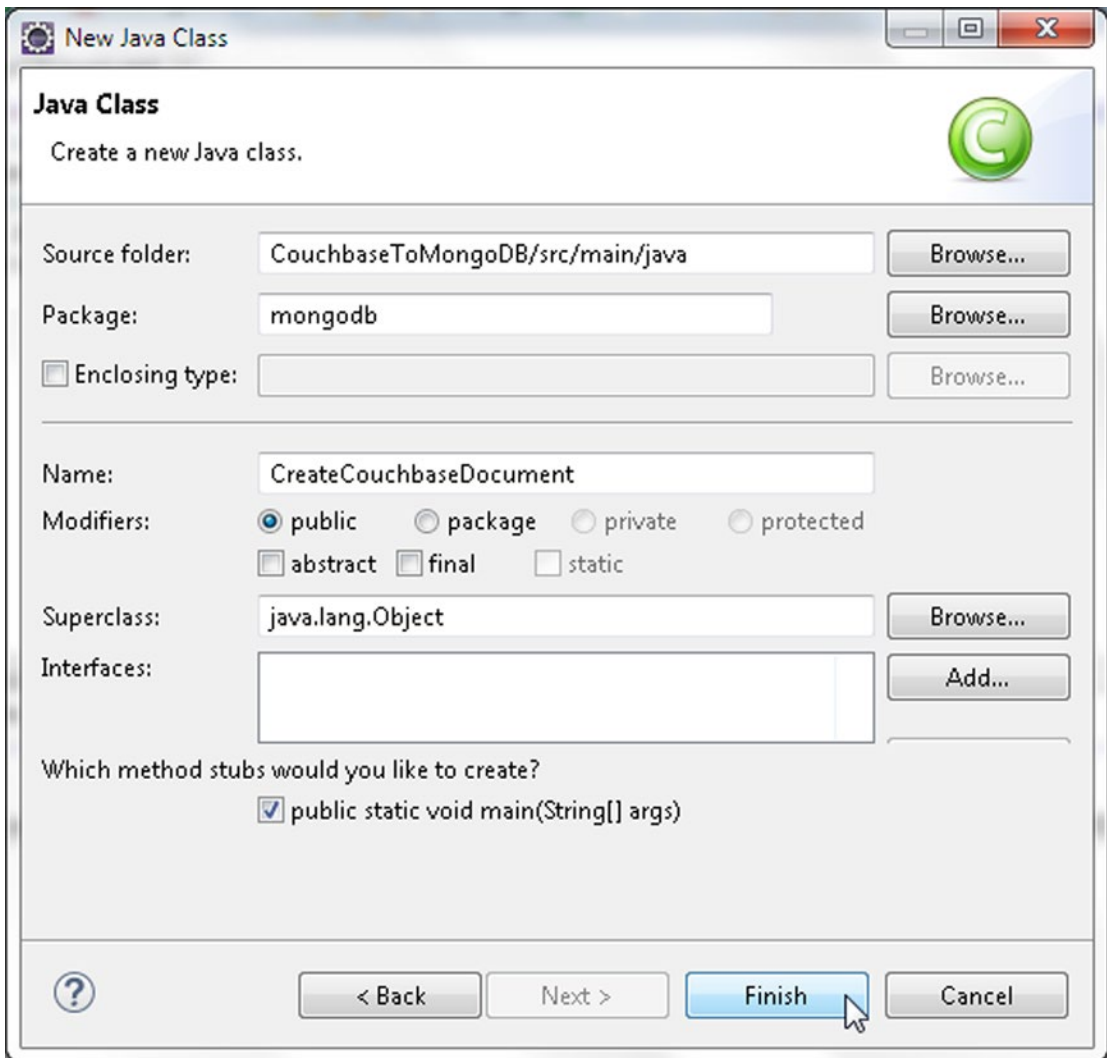 New Java Class
Java Class
Create a new Java class.
C
Source folder: CouchbaseToMongoDB/src/main/java Browse...
Package: mongodb Browse...
Enclosing type: Browse...
Name: CreateCouchbaseDocument
Modifiers: public package private protected
abstract final static
Superclass: java.lang.Object Browse...
Interfaces: Add...
Which method stubs would you like to create?
public static void main(String[] args)
? < Back Next > Finish Cancel